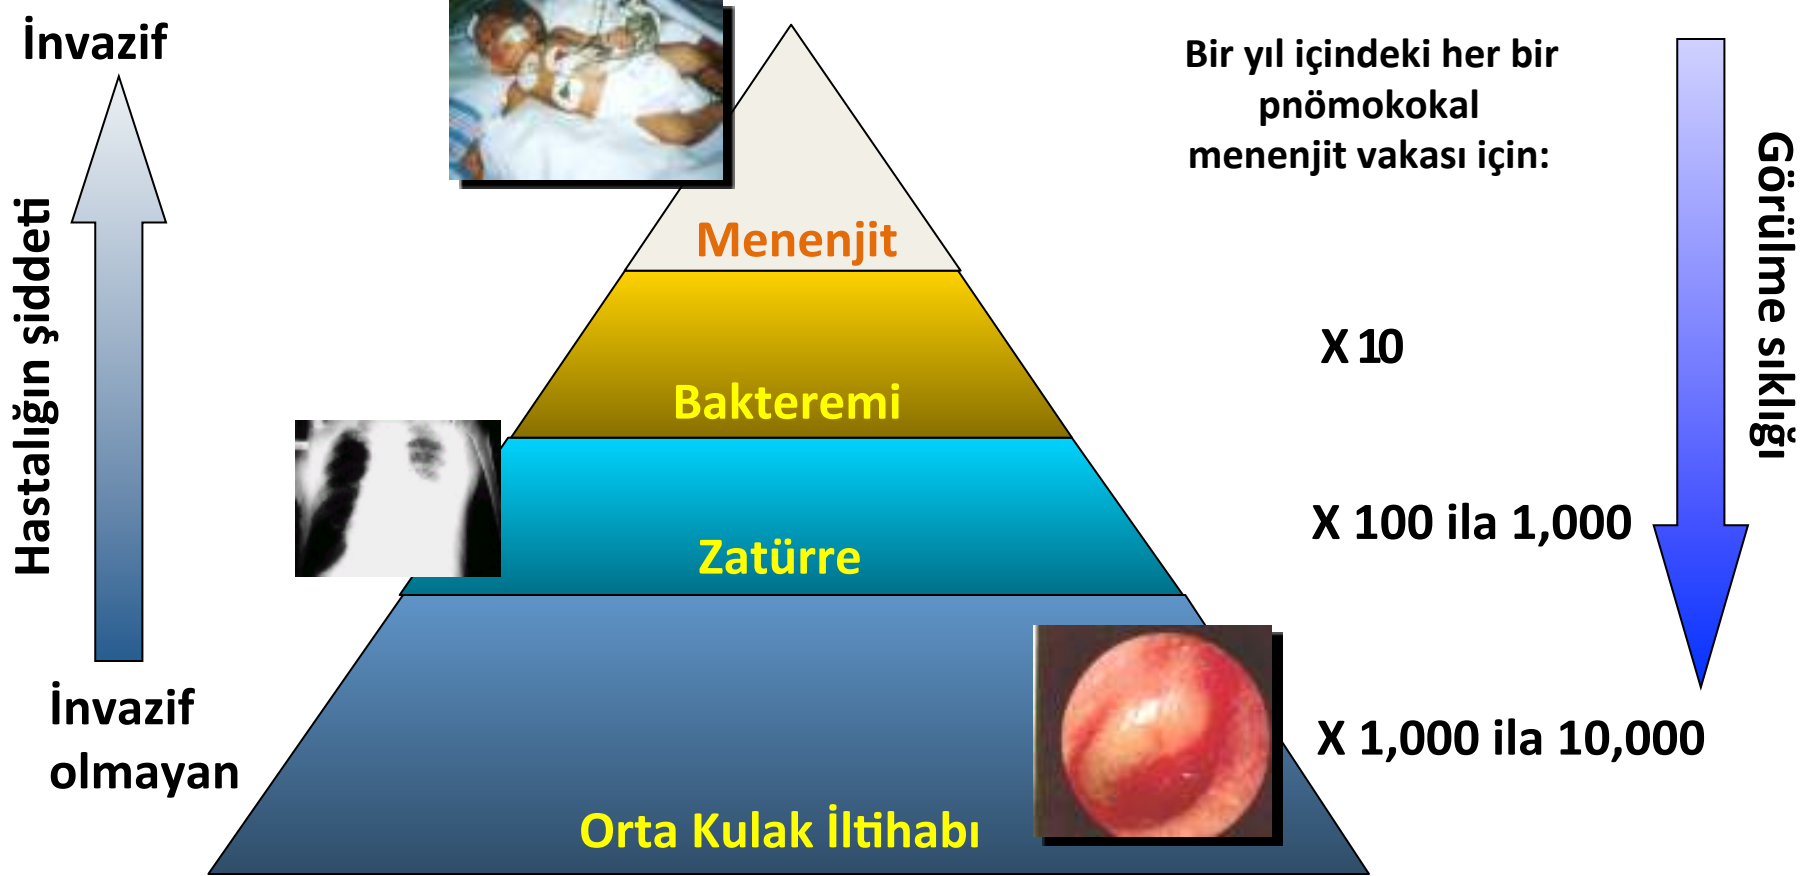 İnvazif
Hastalığın şiddeti
İnvazif
olmayan
Menenjit
Bakteremi
Zatürre
Orta Kulak İltihabı
Bir yıl içindeki her bir
pnömokokal
menenjit vakası için:
X 10
X 100 ila 1,000
X 1,000 ila 10,000
Görülme sıklığı